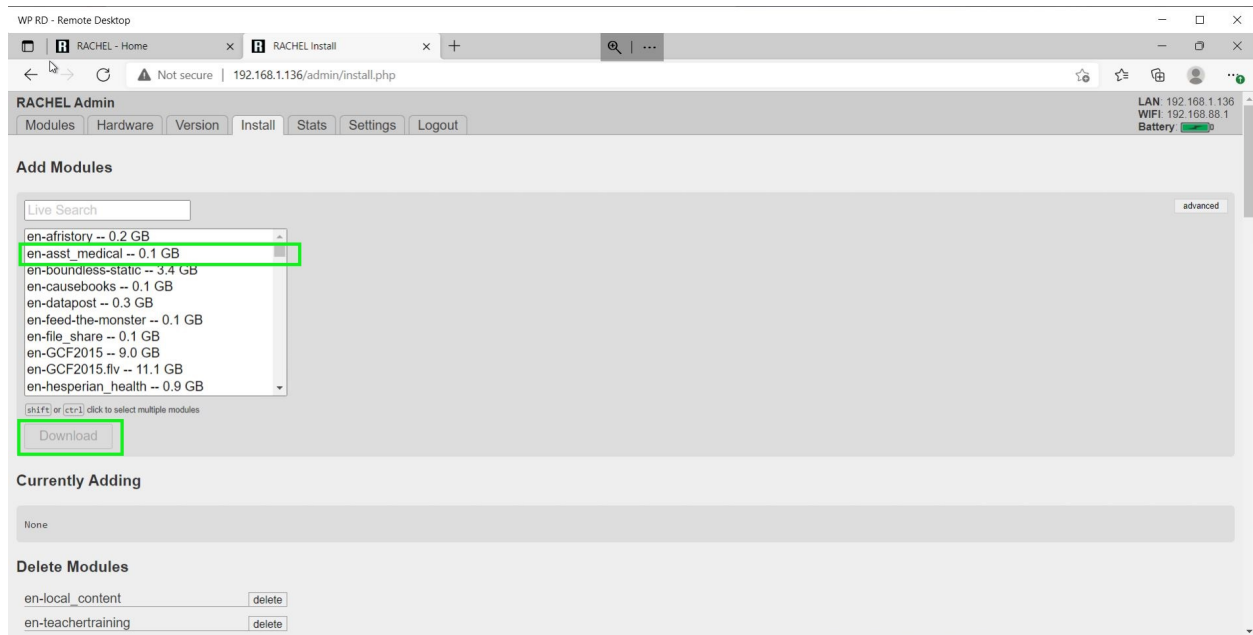 WP RD - Remote Desktop
RACHEL - Home
RACHEL Install
Not secure | 192.168.1.136/admin/install.php
RACHEL Admin
LAN: 192.168.1.136
WIFI: 192.168.88.1
Battery:
Modules Hardware Version Install Stats Settings Logout
Add Modules
Live Search
advanced
en-afristory -- 0.2 GB
en-asst_medical -- 0.1 GB
en-boundless-static -- 3.4 GB
en-causebooks -- 0.1 GB
en-datapost -- 0.3 GB
en-feed-the-monster -- 0.1 GB
en-file_share -- 0.1 GB
en-GCF2015 -- 9.0 GB
en-GCF2015.flv -- 11.1 GB
en-hesperian_health -- 0.9 GB
shift or ctrl click to select multiple modules
Download
Currently Adding
None
Delete Modules
en-local_content delete
en-teachertraining delete